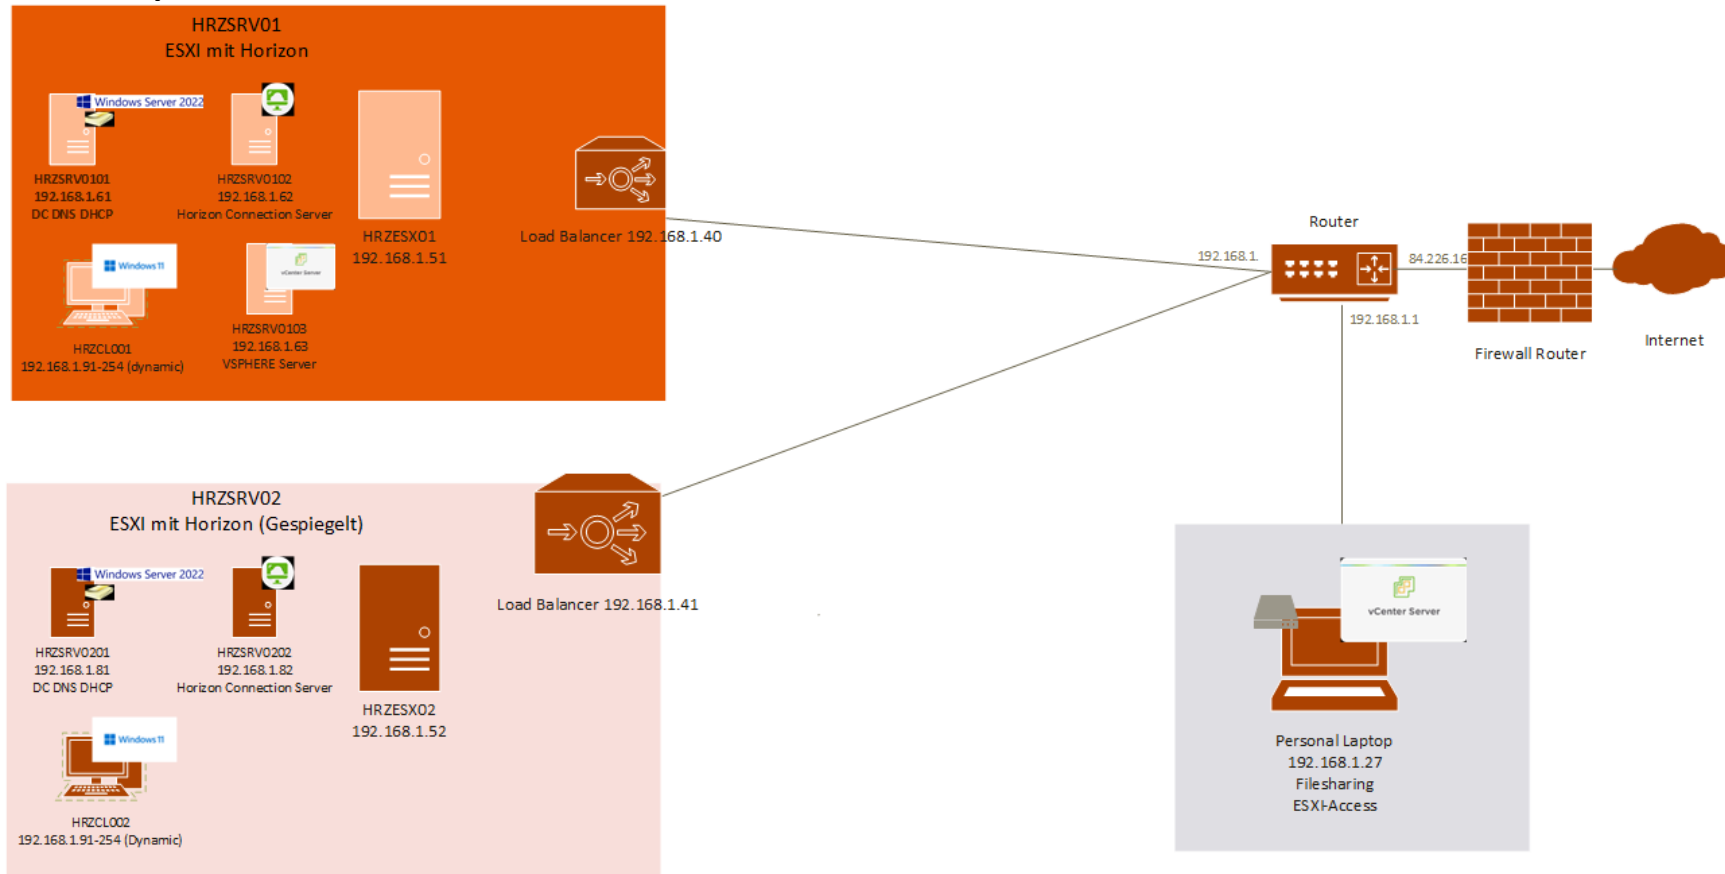 HRZSRV01
ESXI mit Horizon
Windows Server 2022
HRZSRV0101
192.168.1.61
DC DNS DHCP
HRZSRV0102
192.168.1.62
Horizon Connection Server
HRZESX01
192.168.1.51
Load Balancer 192.168.1.40
Windows 11
HRZCL001
192.168.1.91-254 (dynamic)
vCenter Server
HRZSRV0103
192.168.1.63
VSPHERE Server
Router
192.168.1.
84.226.16
192.168.1.1
Firewall Router
Internet
HRZSRV02
ESXI mit Horizon (Gespiegelt)
Windows Server 2022
HRZSRV0201
192.168.1.81
DC DNS DHCP
HRZSRV0202
192.168.1.82
Horizon Connection Server
HRZESX02
192.168.1.52
Load Balancer 192.168.1.41
Windows 11
HRZCL002
192.168.1.91-254 (Dynamic)
vCenter Server
Personal Laptop
192.168.1.27
Filesharing
ESXI-Access